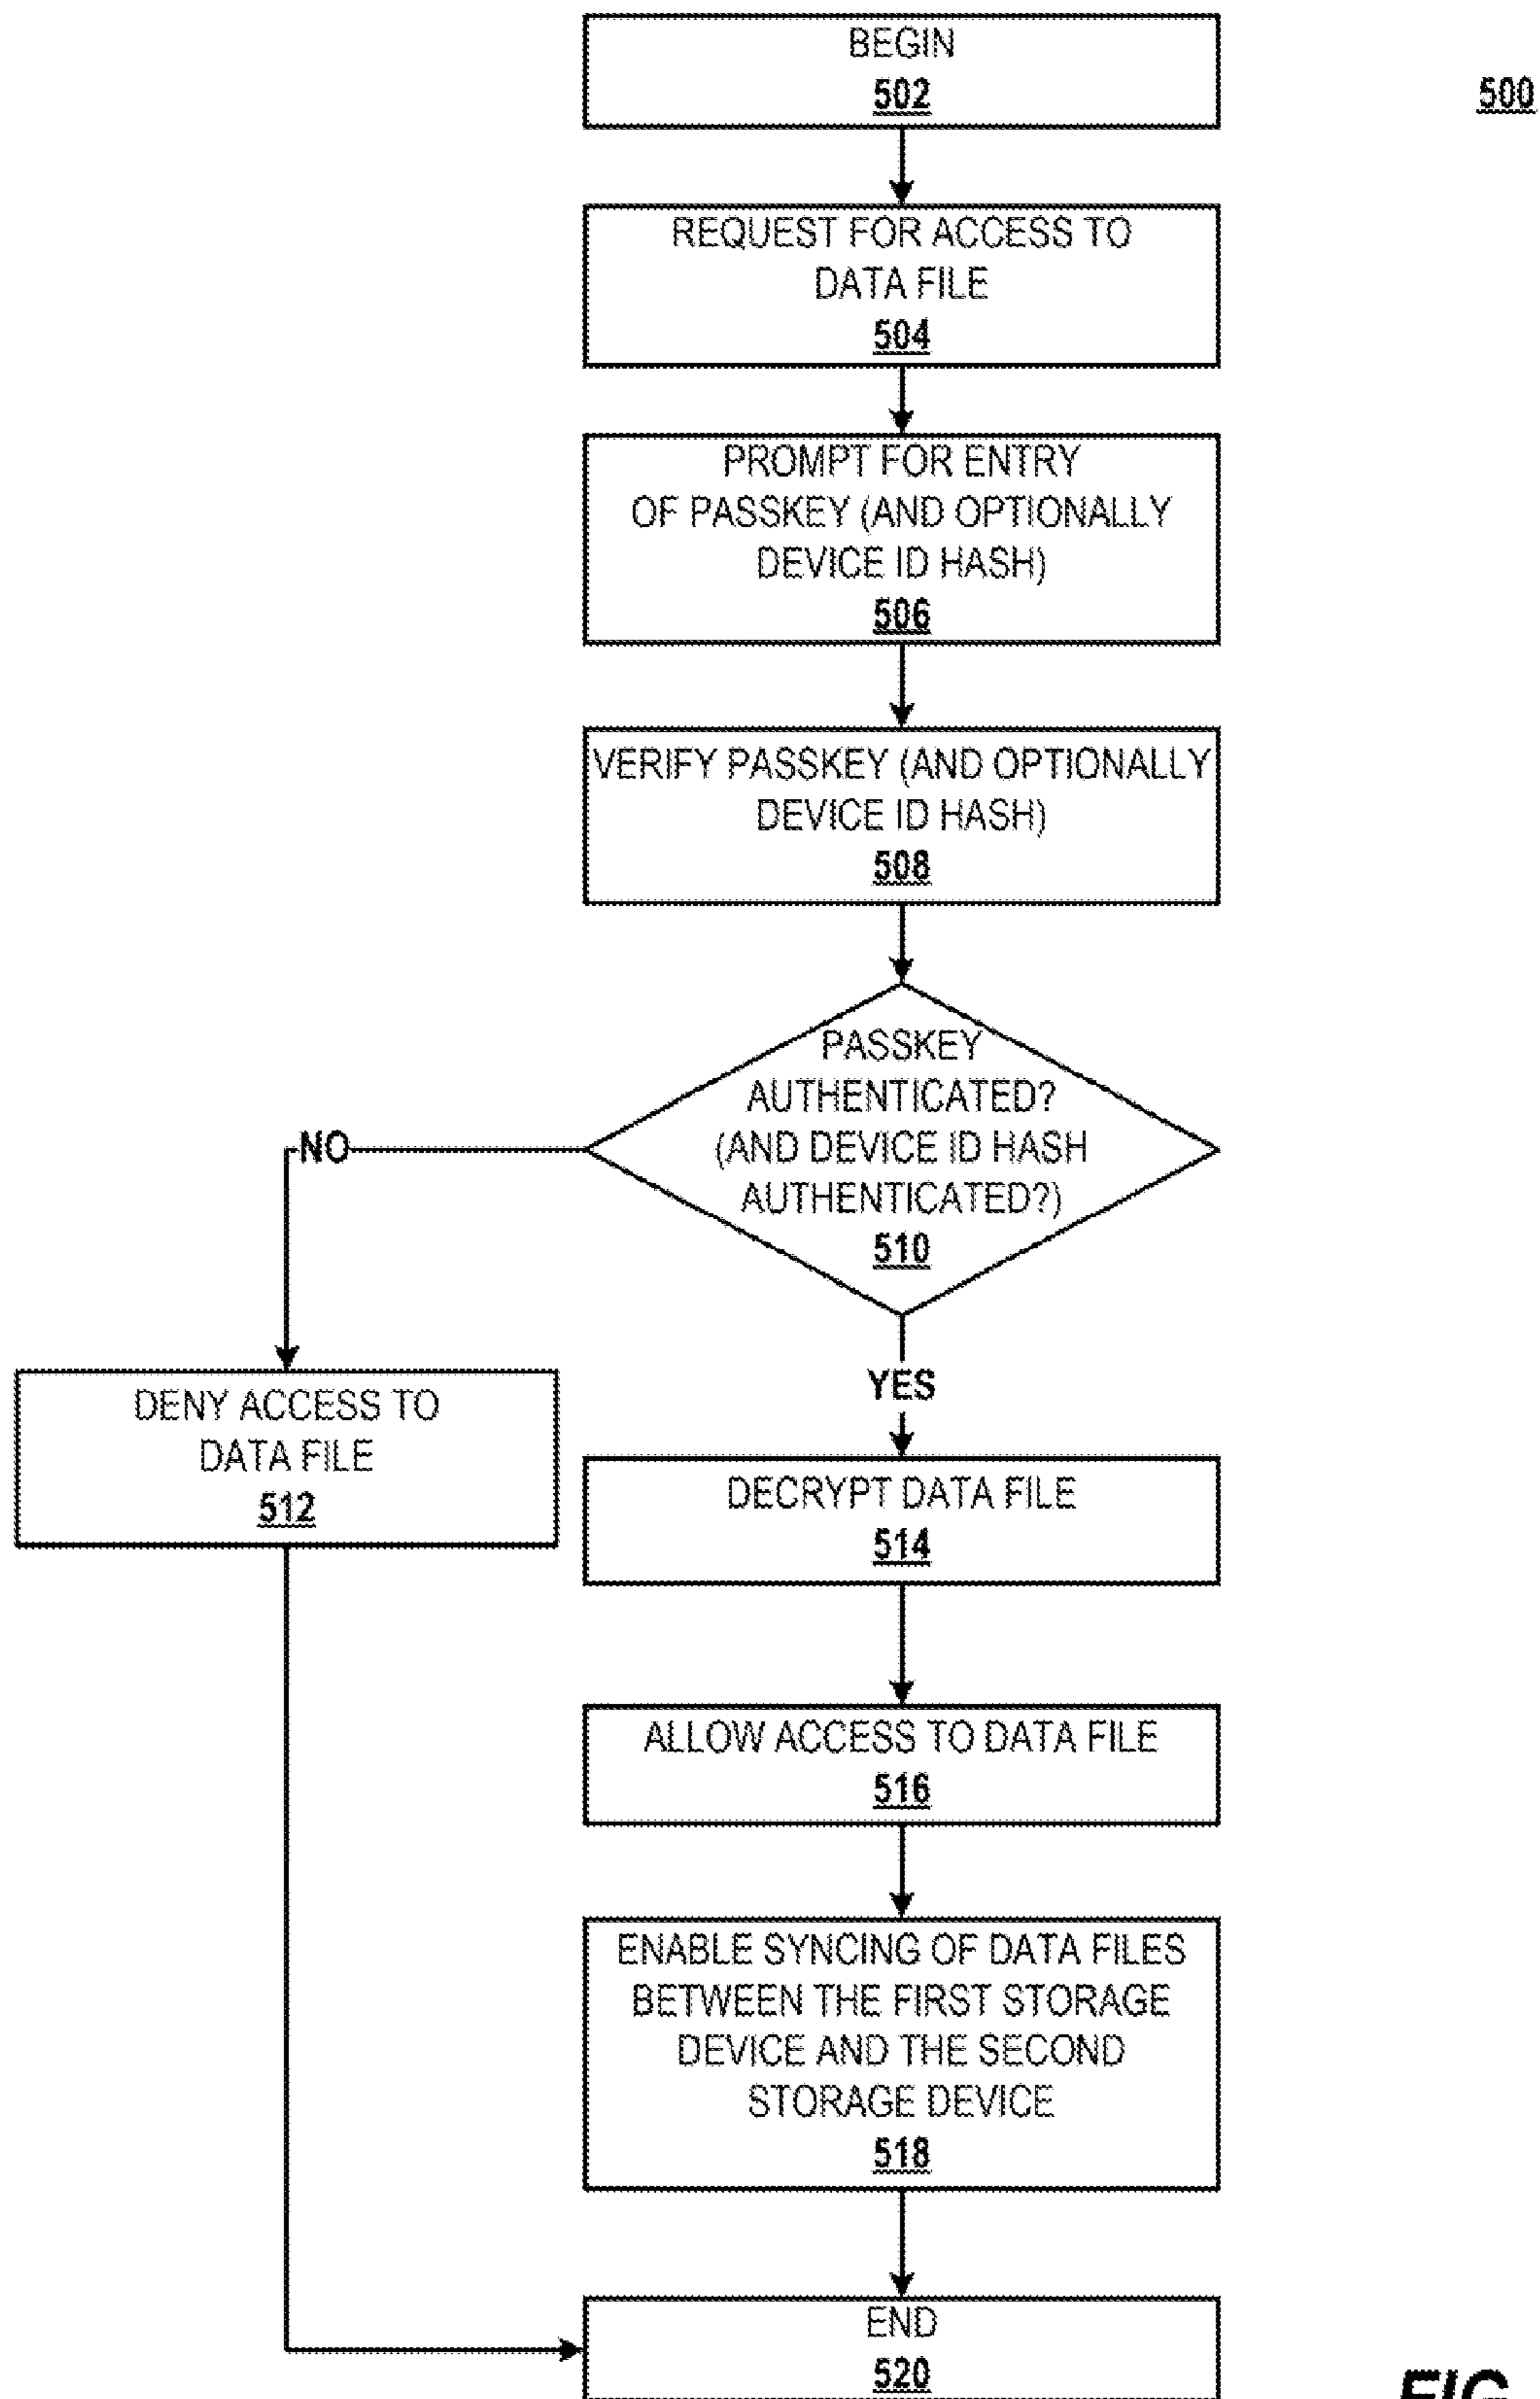 BEGIN
502
500
REQUEST FOR ACCESS TO
DATA FILE
504
PROMPT FOR ENTRY
OF PASSKEY (AND OPTIONALLY
DEVICE ID HASH)
506
VERIFY PASSKEY (AND OPTIONALLY
DEVICE ID HASH)
508
PASSKEY
AUTHENTICATED?
(AND DEVICE ID HASH
AUTHENTICATED?)
510
NO
YES
DENY ACCESS TO
DATA FILE
512
DECRYPT DATA FILE
514
ALLOW ACCESS TO DATA FILE
516
ENABLE SYNCING OF DATA FILES
BETWEEN THE FIRST STORAGE
DEVICE AND THE SECOND
STORAGE DEVICE
518
END
520